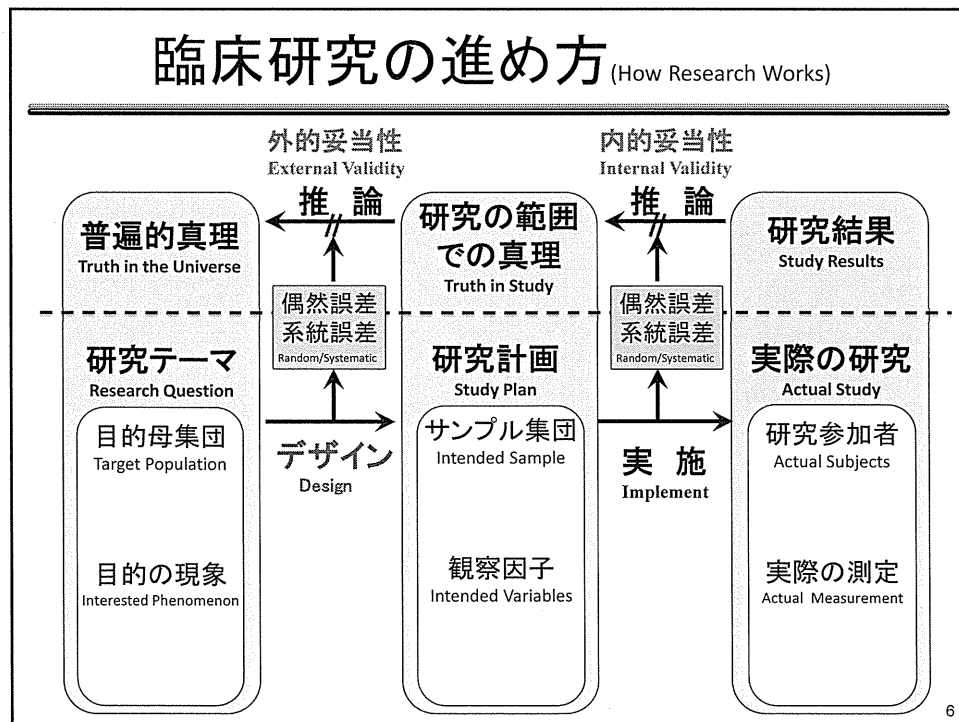 臨床研究の進め方(How Research Works)
外的妥当性
External Validity
推 論
内的妥当性
Internal Validity
推 論
普遍的真理
Truth in the Universe
研究の範囲
での真理
Truth in Study
研究結果
Study Results
偶然誤差
系統誤差
Random/Systematic
偶然誤差
系統誤差
Random/Systematic
研究テーマ
Research Question
研究計画
Study Plan
実際の研究
Actual Study
目的母集団
Target Population
デザイン
Design
サンプル集団
Intended Sample
実 施
Implement
研究参加者
Actual Subjects
目的の現象
Interested Phenomenon
観察因子
Intended Variables
実際の測定
Actual Measurement
6